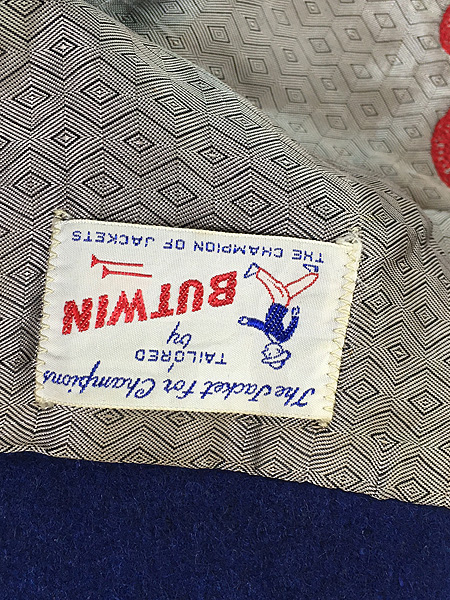 The Jacket for Champions
TAILORED
by
BUTWIN
THE CHAMPION OF JACKETS